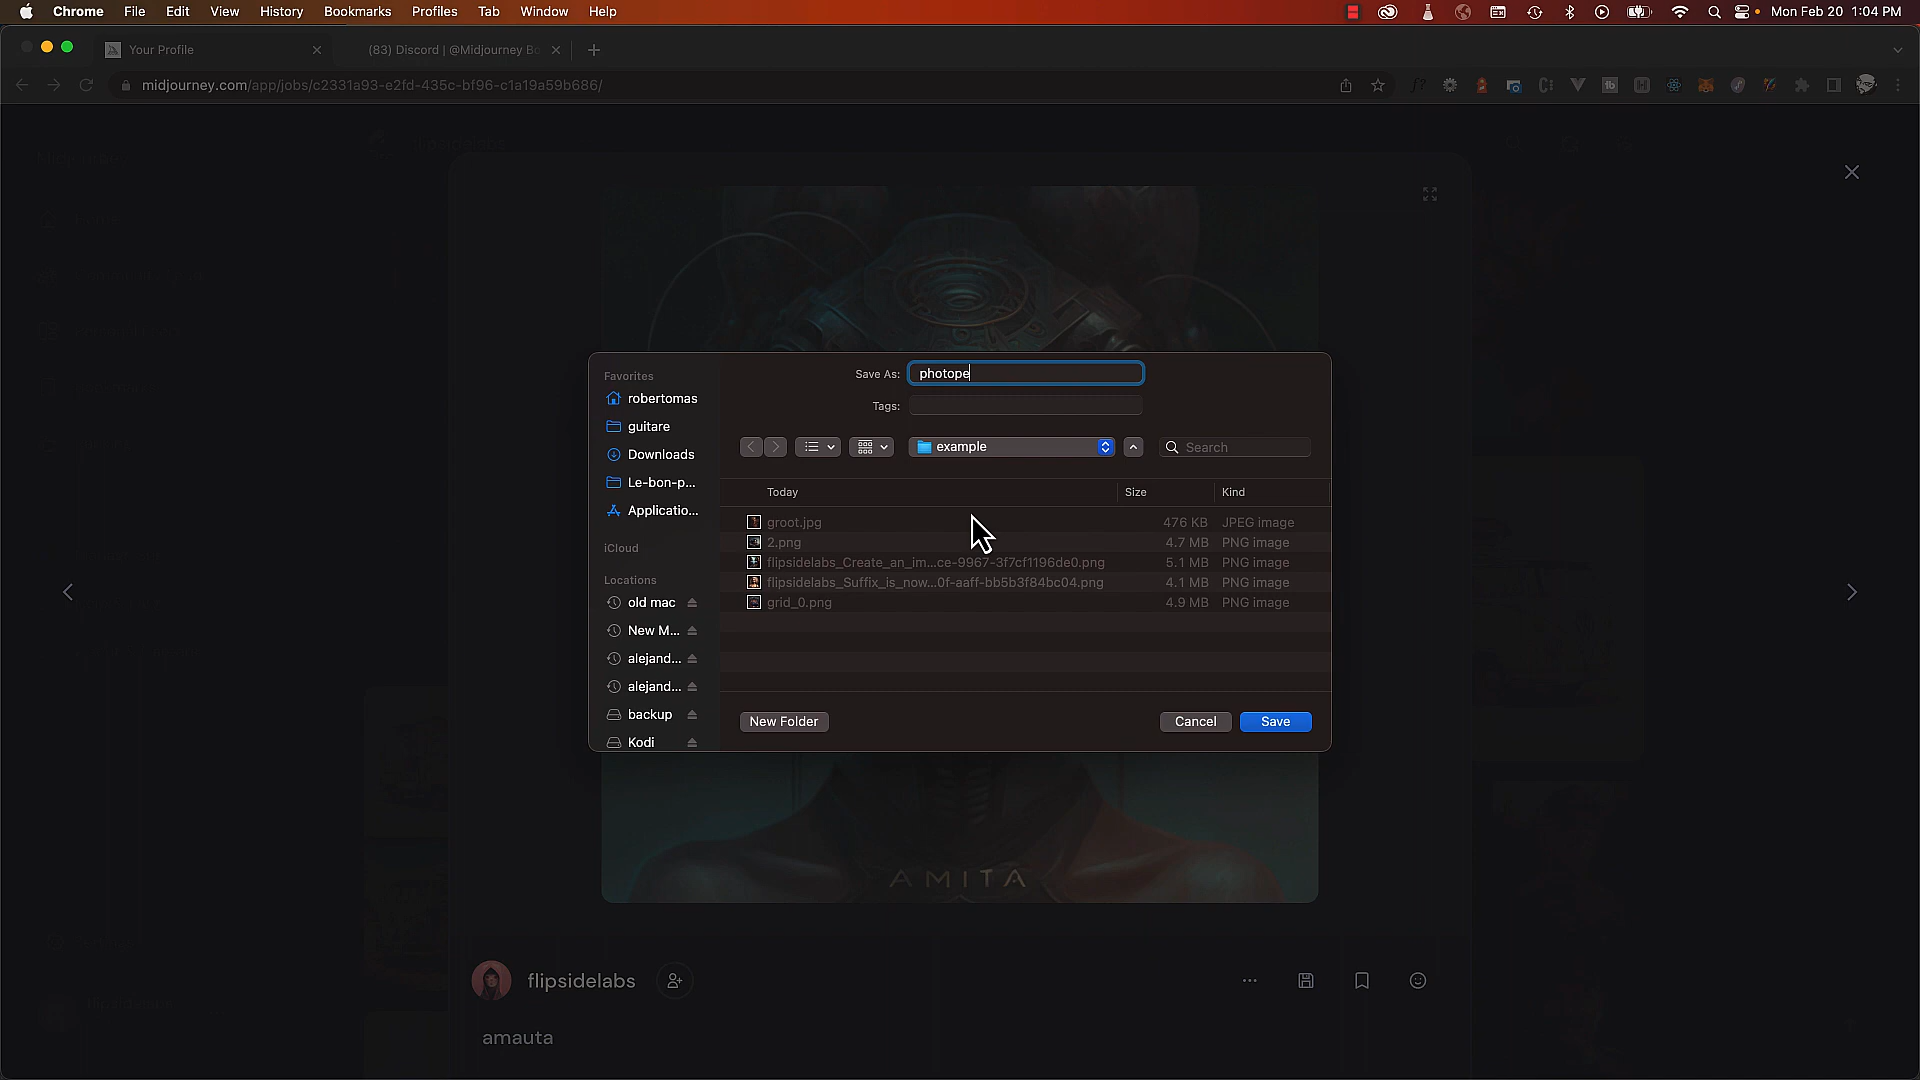 Chrome File Edit View History Bookmarks Profiles Tab Window Help Mon Feb 20 1:04 PM
Your Profile (83) Discord | @Midjourney Bo
midjourney.com/app/jobs/c2331a93-e2fd-435c-bf96-c1a19a59b686/
Favorites
robertomas
guitare
Downloads
Le-bon-p...
Applicatio...
iCloud
Locations
old mac
New M...
alejand...
alejand...
backup
Kodi
Save As: photope
Tags:
example Search
Today Size Kind
groot.jpg 476 KB JPEG image
2.png 4.7 MB PNG image
flipsidelabs_Create_an_im...ce-9967-3f7cf1196de0.png 5.1 MB PNG image
flipsidelabs_Suffix_is_now...0f-aaff-bb5b3f84bc04.png 4.1 MB PNG image
grid_0.png 4.9 MB PNG image
New Folder Cancel Save
AMITA
flipsidelabs
amauta